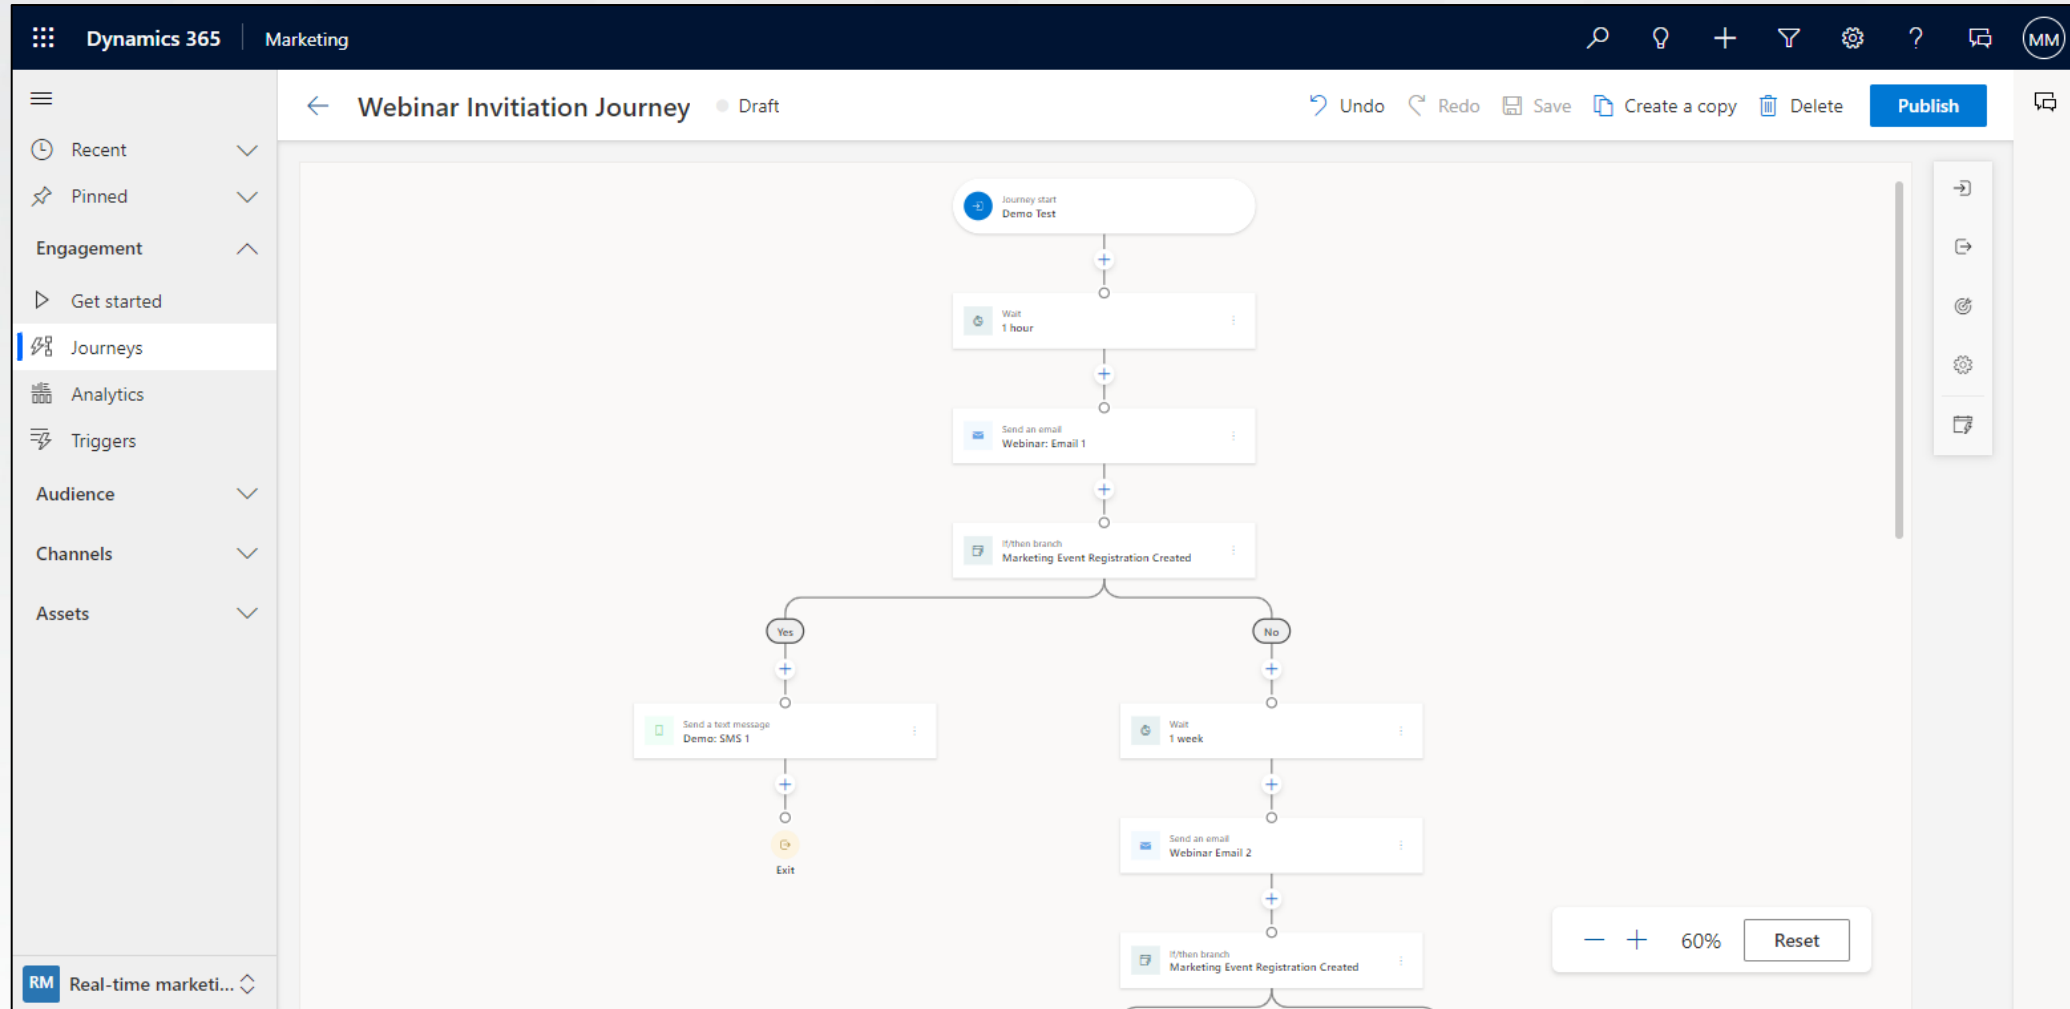 Dynamics 365 Marketing
MM
Webinar Invitiation Journey Draft Undo Redo Save Create a copy Delete Publish
Recent
Pinned
Engagement
Get started
Journeys
Analytics
Triggers
Audience
Channels
Assets
RM Real-time marketi...
Journey start
Demo Test
Wait
1 hour
Send an email
Webinar: Email 1
If/then branch
Marketing Event Registration Created
Yes
No
Send a text message
Demo: SMS 1
Exit
Wait
1 week
Send an email
Webinar Email 2
If/then branch
Marketing Event Registration Created
60% Reset